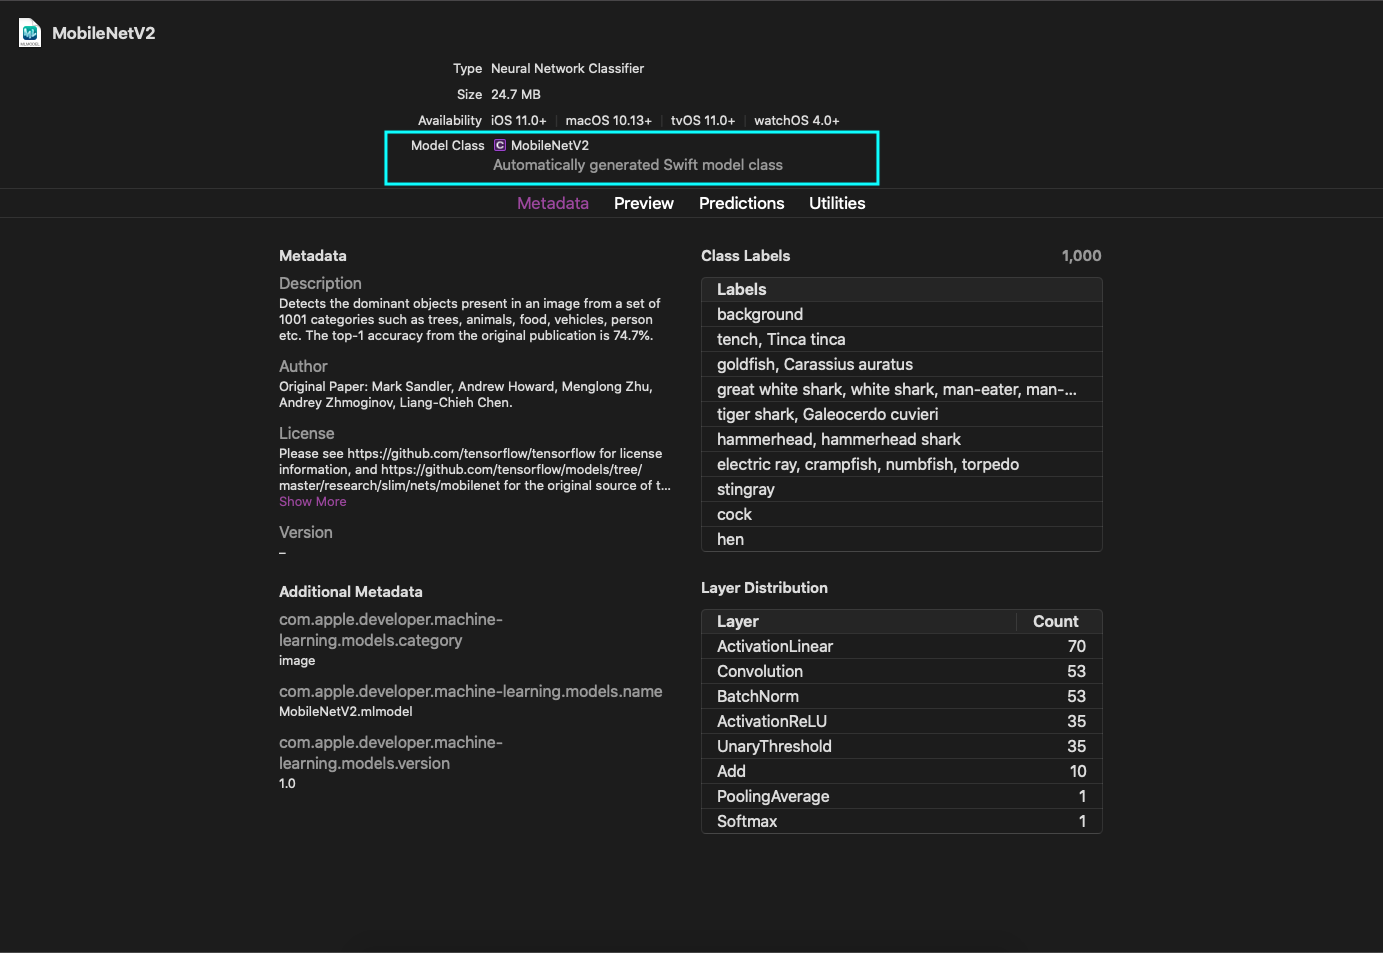 MobileNetV2
Type Neural Network Classifier
Size 24.7 MB
Availability iOS 11.0+ macOS 10.13+ tvOS 11.0+ watchOS 4.0+
Model Class C MobileNetV2
Automatically generated Swift model class
Metadata Preview Predictions Utilities
Metadata
Description
Detects the dominant objects present in an image from a set of
1001 categories such as trees, animals, food, vehicles, person
etc. The top-1 accuracy from the original publication is 74.7%.
Author
Original Paper: Mark Sandler, Andrew Howard, Menglong Zhu,
Andrey Zhmoginov, Liang-Chieh Chen.
License
Please see https://github.com/tensorflow/tensorflow for license
information, and https://github.com/tensorflow/models/tree/
master/research/slim/nets/mobilenet for the original source of t...
Show More
Version
–
Additional Metadata
com.apple.developer.machine-
learning.models.category
image
com.apple.developer.machine-learning.models.name
MobileNetV2.mlmodel
com.apple.developer.machine-
learning.models.version
1.0
Class Labels 1,000
Labels
background
tench, Tinca tinca
goldfish, Carassius auratus
great white shark, white shark, man-eater, man-...
tiger shark, Galeocerdo cuvieri
hammerhead, hammerhead shark
electric ray, crampfish, numbfish, torpedo
stingray
cock
hen
Layer Distribution
Layer Count
ActivationLinear 70
Convolution 53
BatchNorm 53
ActivationReLU 35
UnaryThreshold 35
Add 10
PoolingAverage 1
Softmax 1